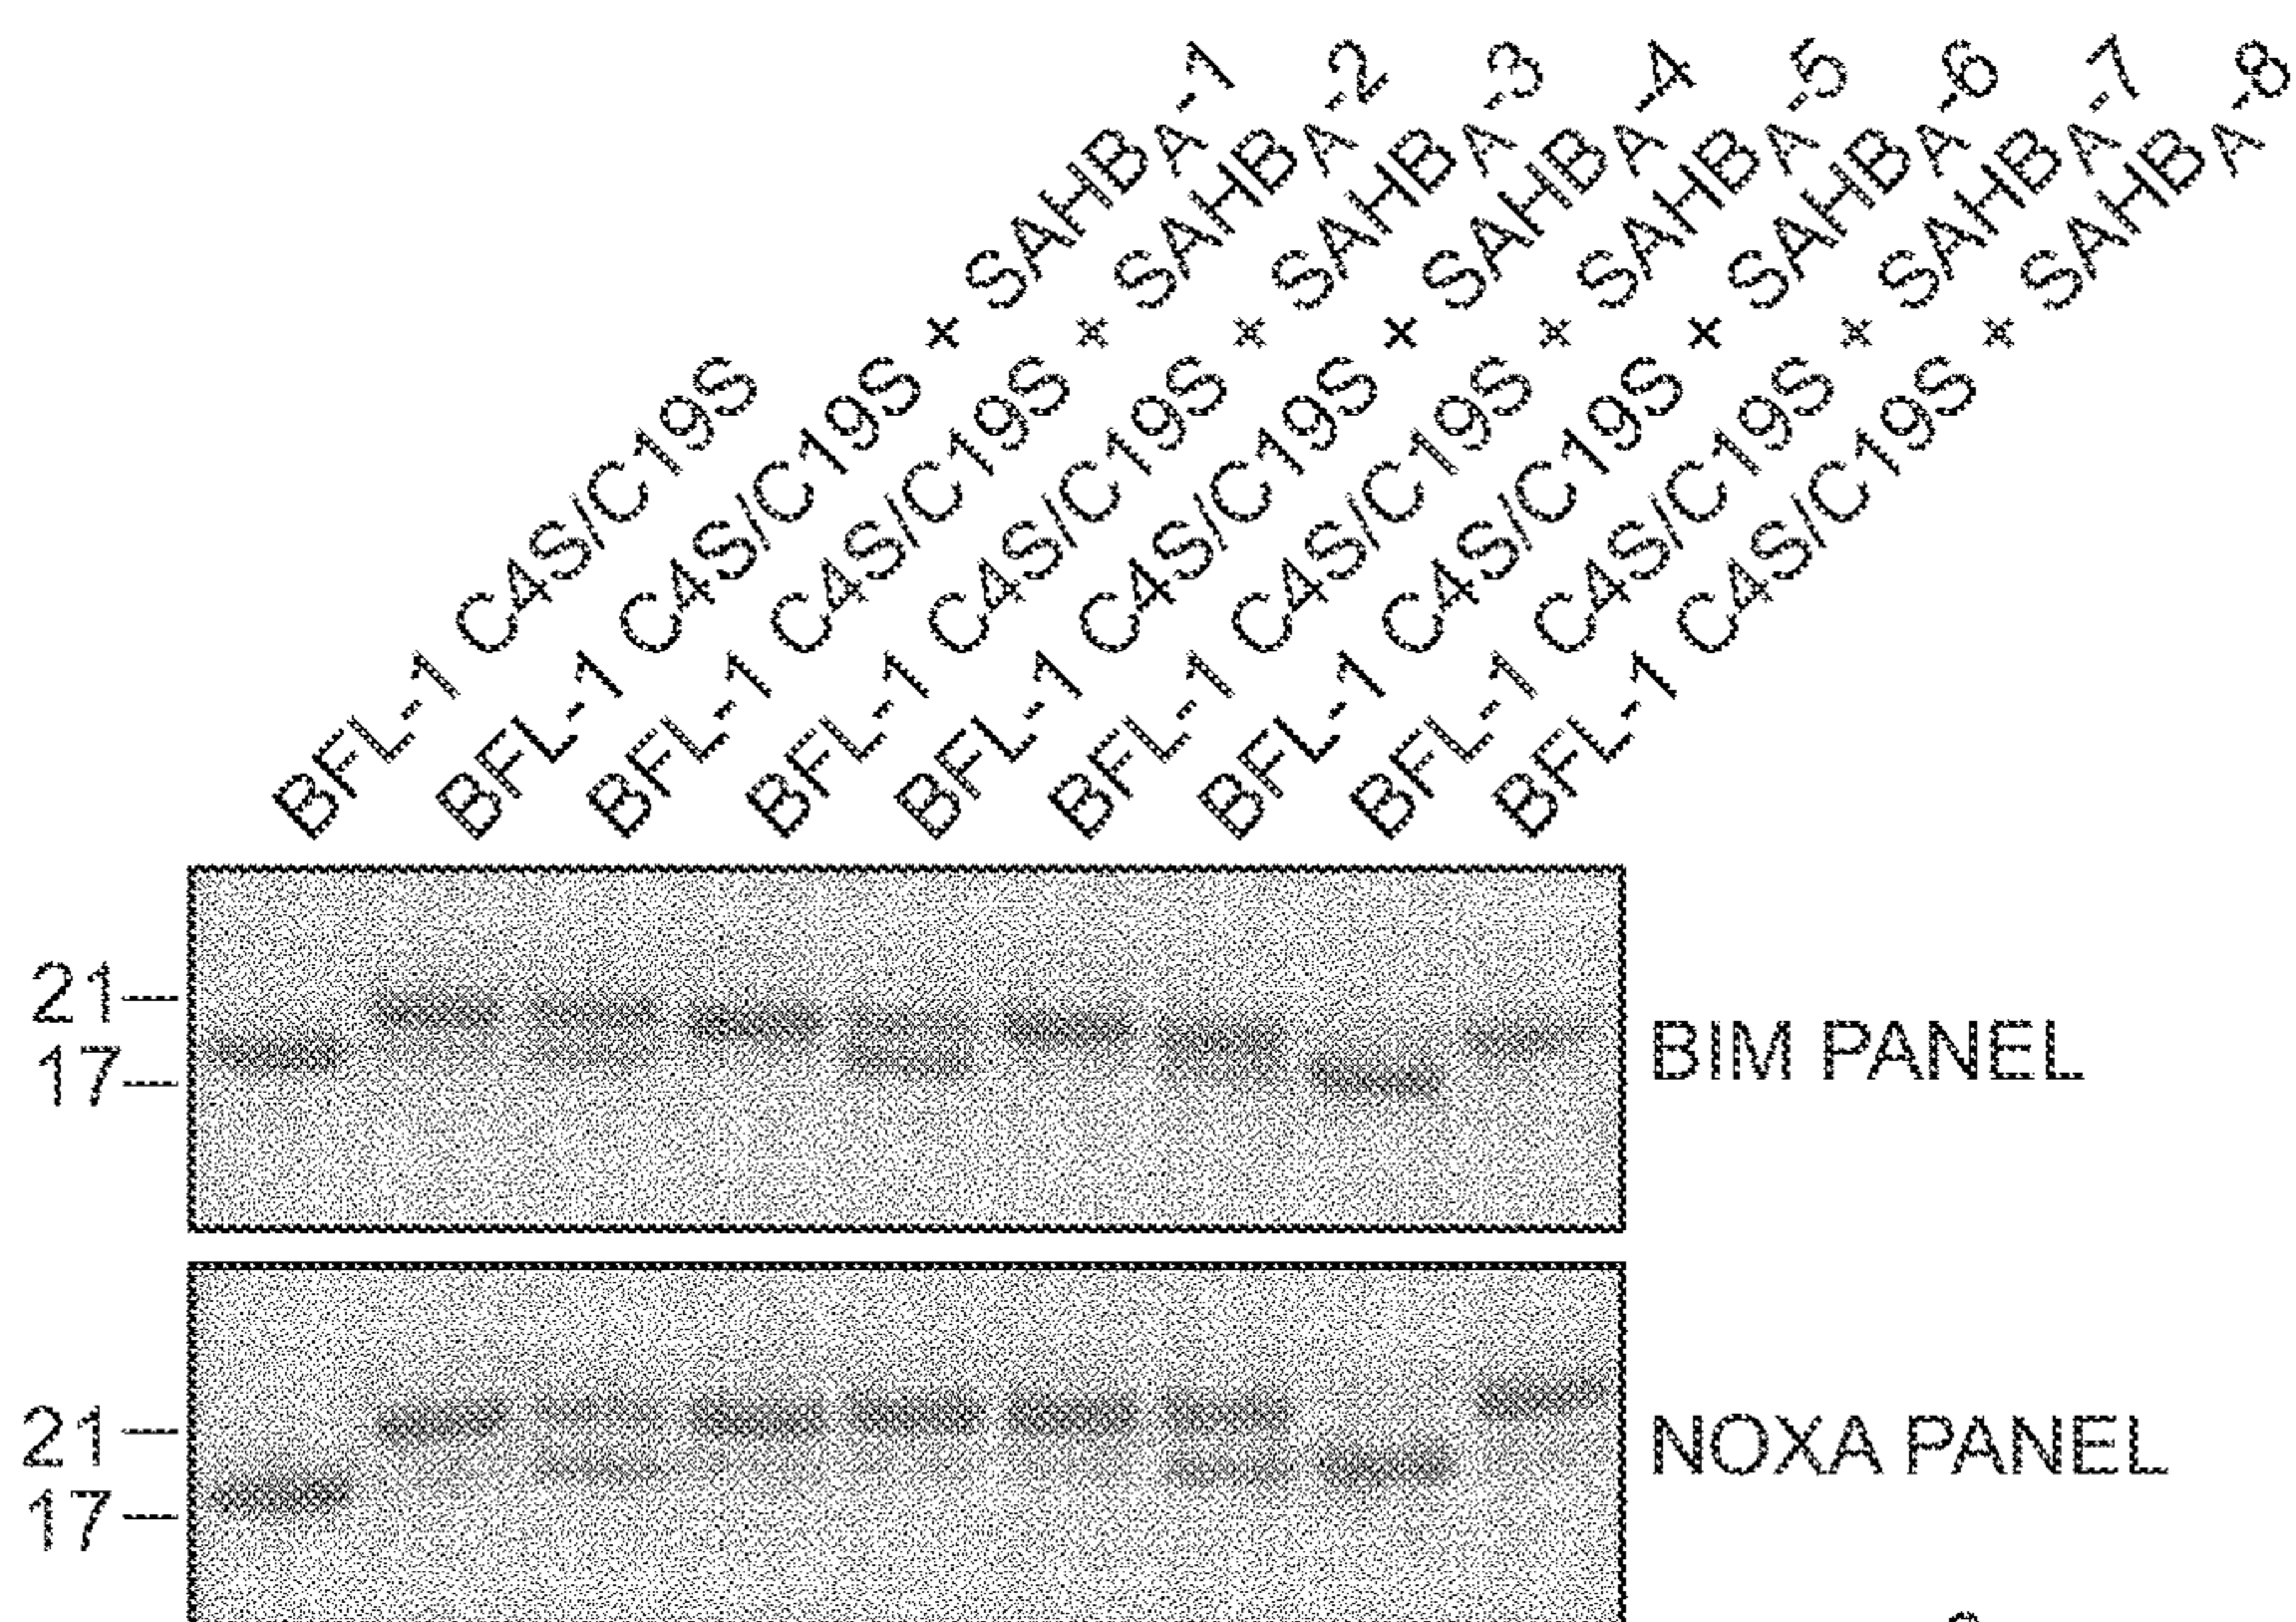 BFL-1 C4S/C19S
BFL-1 C4S/C19S + SAHBA-1
BFL-1 C4S/C19S + SAHBA-2
BFL-1 C4S/C19S + SAHBA-3
BFL-1 C4S/C19S + SAHBA-4
BFL-1 C4S/C19S + SAHBA-5
BFL-1 C4S/C19S + SAHBA-6
BFL-1 C4S/C19S + SAHBA-7
BFL-1 C4S/C19S + SAHBA-8
21
17
BIM PANEL
21
17
NOXA PANEL